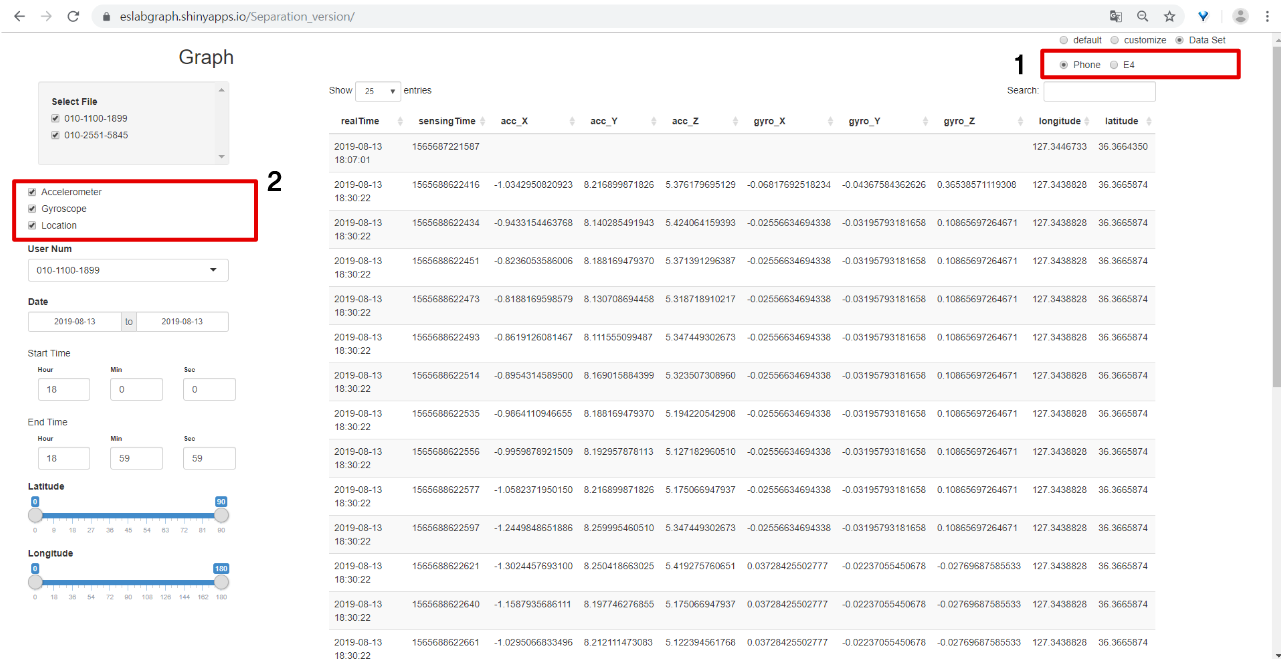 eslabgraph.shinyapps.io/Separation_version/
default customize Data Set
1 Phone E4
Graph
Select File
010-1100-1899
010-2551-5845
2
Accelerometer
Gyroscope
Location
User Num
010-1100-1899
Date
2019-08-13 to 2019-08-13
Start Time
Hour Min Sec
18 0 0
End Time
Hour Min Sec
18 59 59
Latitude
0 90
0 9 18 27 36 45 54 63 72 81 90
Longitude
0 180
0 18 36 54 72 90 108 126 144 162 180
Show 25 entries Search:
realTime sensingTime acc_X acc_Y acc_Z gyro_X gyro_Y gyro_Z longitude latitude
2019-08-13 1565687221587 127.3446733 36.3664350
18:07:01
2019-08-13 1565688622416 -1.0342950820923 8.216899871826 5.376179695129 -0.06817692518234 -0.04367584362626 0.36538571119308 127.3438828 36.3665874
18:30:22
2019-08-13 1565688622434 -0.9433154463768 8.140285491943 5.424064159393 -0.02556634694338 -0.03195793181658 0.10865697264671 127.3438828 36.3665874
18:30:22
2019-08-13 1565688622451 -0.8236053586006 8.188169479370 5.371391296387 -0.02556634694338 -0.03195793181658 0.10865697264671 127.3438828 36.3665874
18:30:22
2019-08-13 1565688622473 -0.8188169598579 8.130708694458 5.318718910217 -0.02556634694338 -0.03195793181658 0.10865697264671 127.3438828 36.3665874
18:30:22
2019-08-13 1565688622493 -0.8619126081467 8.111555099487 5.347449302673 -0.02556634694338 -0.03195793181658 0.10865697264671 127.3438828 36.3665874
18:30:22
2019-08-13 1565688622514 -0.8954314589500 8.169015884399 5.323507308960 -0.02556634694338 -0.03195793181658 0.10865697264671 127.3438828 36.3665874
18:30:22
2019-08-13 1565688622535 -0.9864110946655 8.188169479370 5.194220542908 -0.02556634694338 -0.03195793181658 0.10865697264671 127.3438828 36.3665874
18:30:22
2019-08-13 1565688622556 -0.9959878921509 8.192957878113 5.127182960510 -0.02556634694338 -0.03195793181658 0.10865697264671 127.3438828 36.3665874
18:30:22
2019-08-13 1565688622577 -1.0582371950150 8.216899871826 5.175066947937 -0.02556634694338 -0.03195793181658 0.10865697264671 127.3438828 36.3665874
18:30:22
2019-08-13 1565688622597 -1.2449848651886 8.259995460510 5.347449302673 -0.02556634694338 -0.03195793181658 0.10865697264671 127.3438828 36.3665874
18:30:22
2019-08-13 1565688622621 -1.3024457693100 8.250418663025 5.419275760651 0.03728425502777 -0.02237055450678 -0.02769687585533 127.3438828 36.3665874
18:30:22
2019-08-13 1565688622640 -1.1587935686111 8.197746276855 5.175066947937 0.03728425502777 -0.02237055450678 -0.02769687585533 127.3438828 36.3665874
18:30:22
2019-08-13 1565688622661 -1.0295066833496 8.212111473083 5.122394561768 0.03728425502777 -0.02237055450678 -0.02769687585533 127.3438828 36.3665874
18:30:22